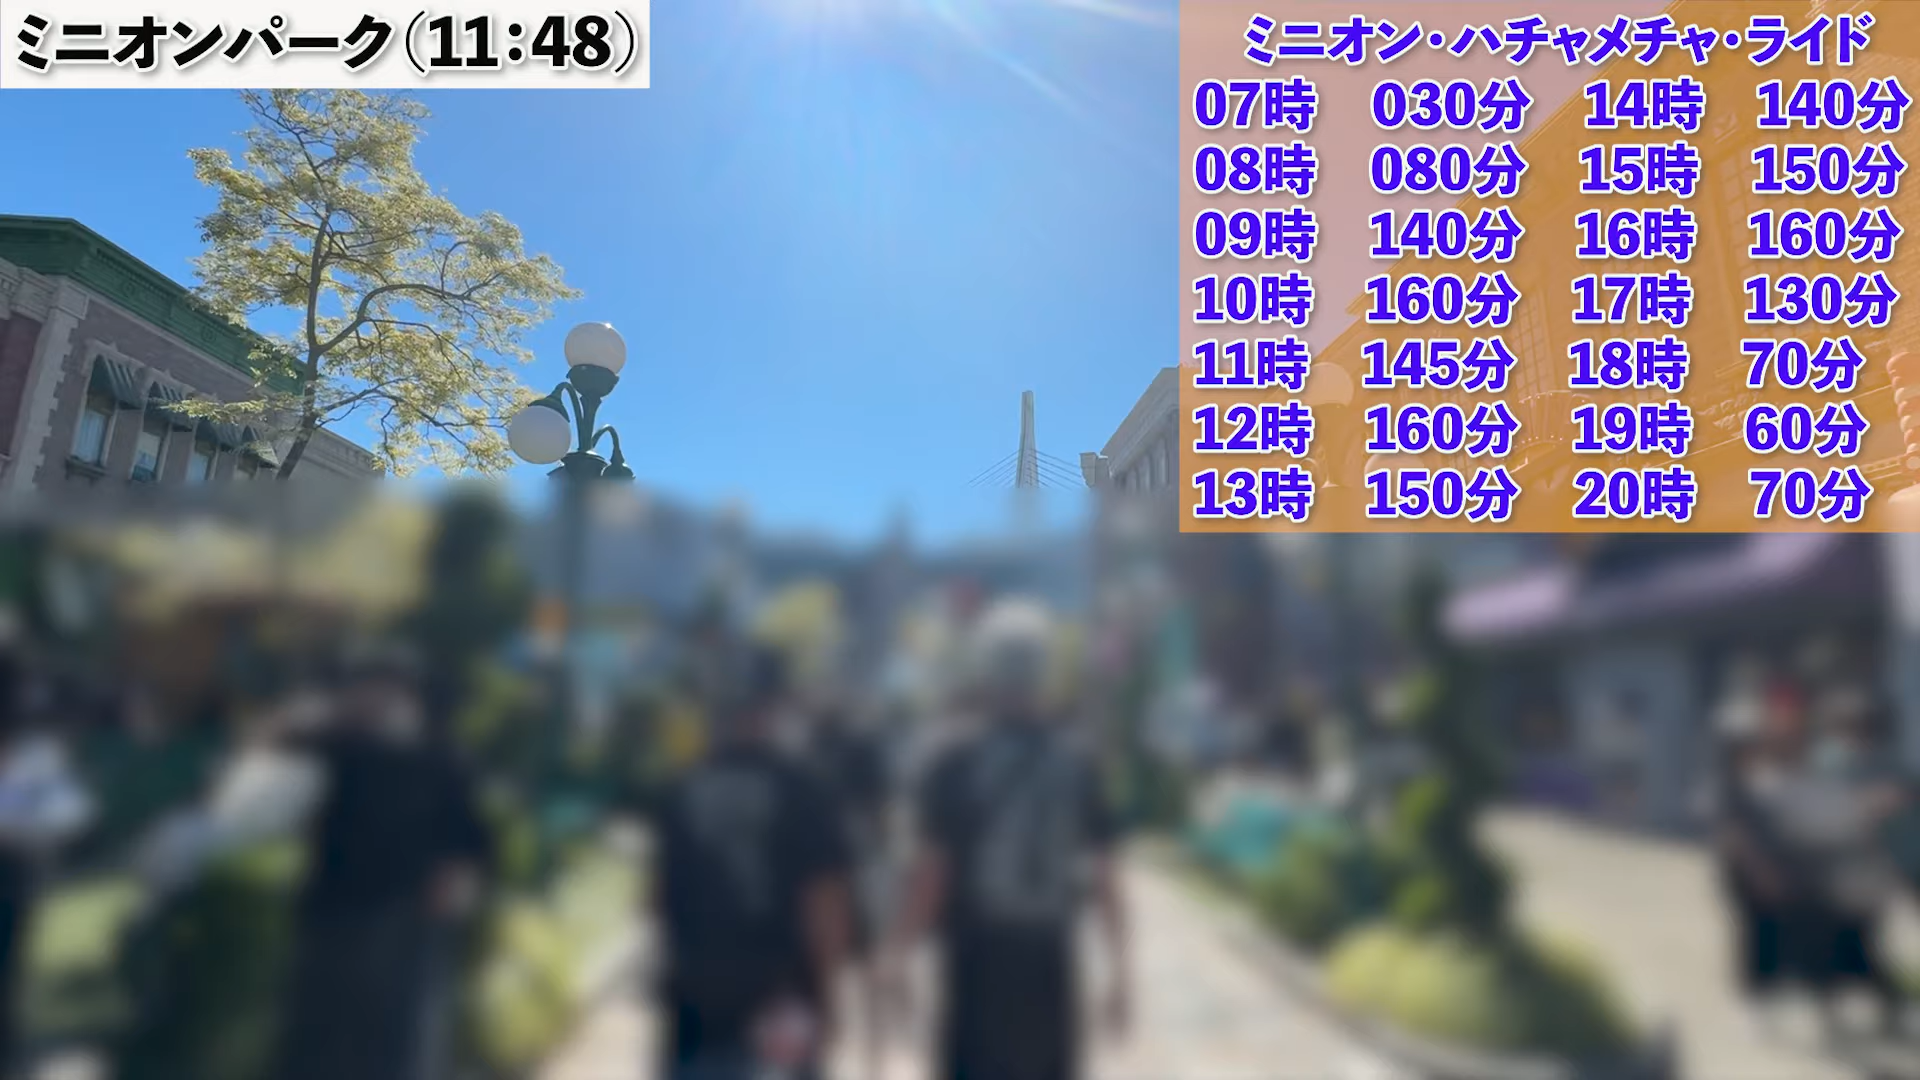 ミニオンパーク(11:48)
ミニオン・ハチャメチャ・ライド
07時 030分 14時 140分
08時 080分 15時 150分
09時 140分 16時 160分
10時 160分 17時 130分
11時 145分 18時 70分
12時 160分 19時 60分
13時 150分 20時 70分